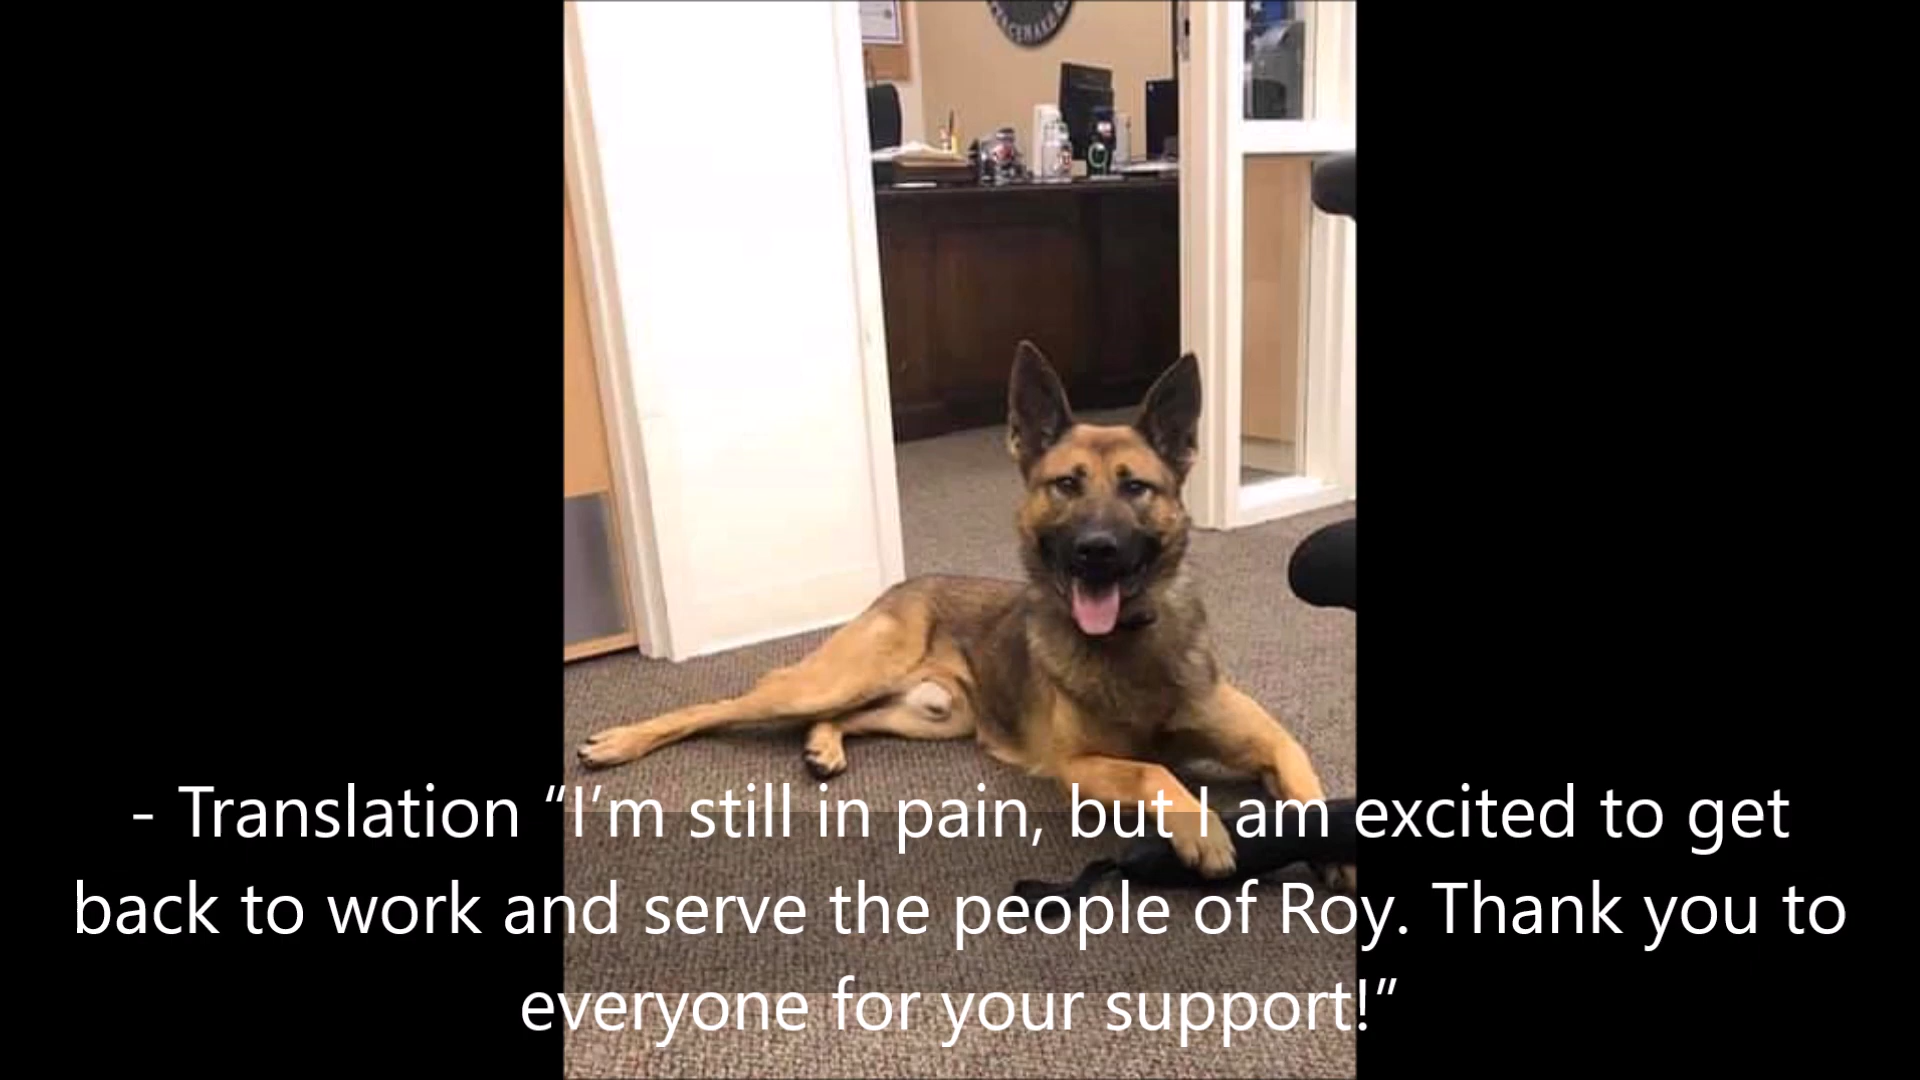 PEACEMAKER
- Translation “I’m still in pain, but I am excited to get
back to work and serve the people of Roy. Thank you to
everyone for your support!”